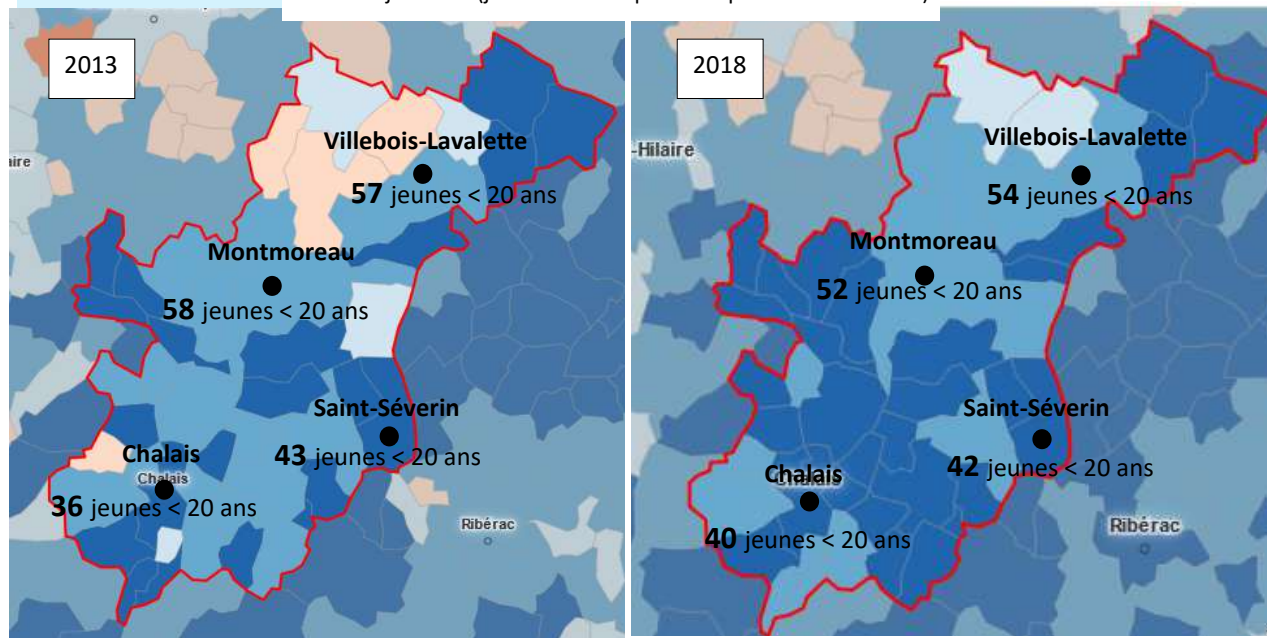 2013
Villebois-Lavalette
57 jeunes < 20 ans
Montmoreau
58 jeunes < 20 ans
Saint-Séverin
43 jeunes < 20 ans
Chalais
Chalais
36 jeunes < 20 ans
Ribérac
2018
-Hilaire
Villebois-Lavalette
54 jeunes < 20 ans
Montmoreau
52 jeunes < 20 ans
Saint-Séverin
42 jeunes < 20 ans
Chalais
Chalais
40 jeunes < 20 ans
Ribérac